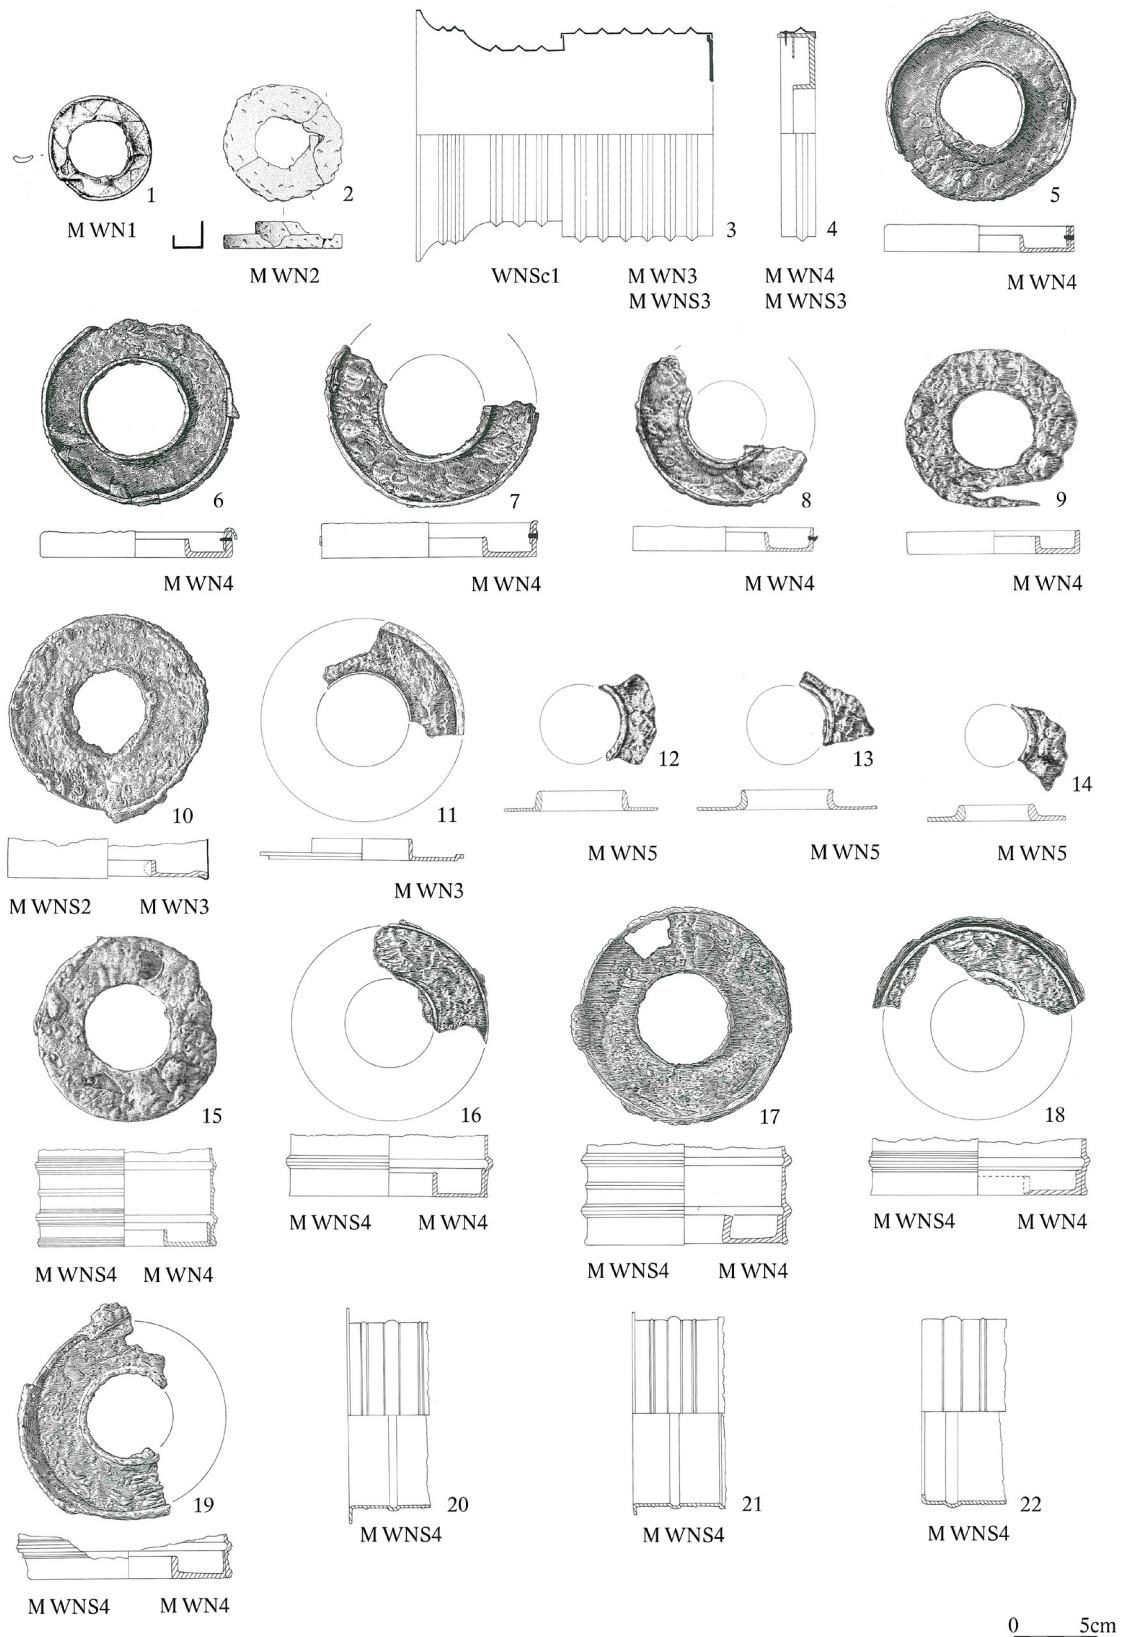 1
M WN1
2
M WN2
3
WNSc1 M WN3
M WNS3
4
M WN4
M WNS3
5
M WN4
6
M WN4
7
M WN4
8
M WN4
9
M WN4
10
M WNS2 M WN3
11
M WN3
12
M WN5
13
M WN5
14
M WN5
15
M WNS4 M WN4
16
M WNS4 M WN4
17
M WNS4 M WN4
18
M WNS4 M WN4
19
M WNS4 M WN4
20
M WNS4
21
M WNS4
22
M WNS4
0 5cm